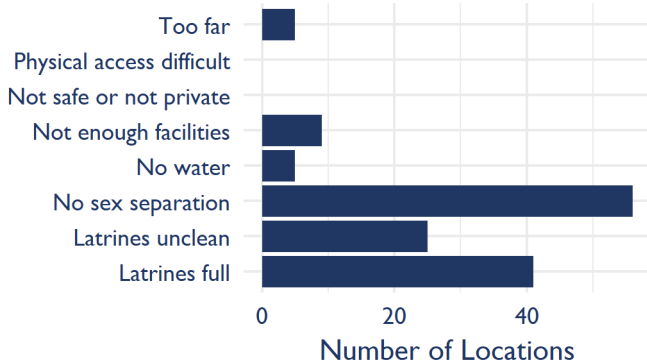 Too far
Physical access difficult
Not safe or not private
Not enough facilities
No water
No sex separation
Latrines unclean
Latrines full
0 20 40
Number of Locations